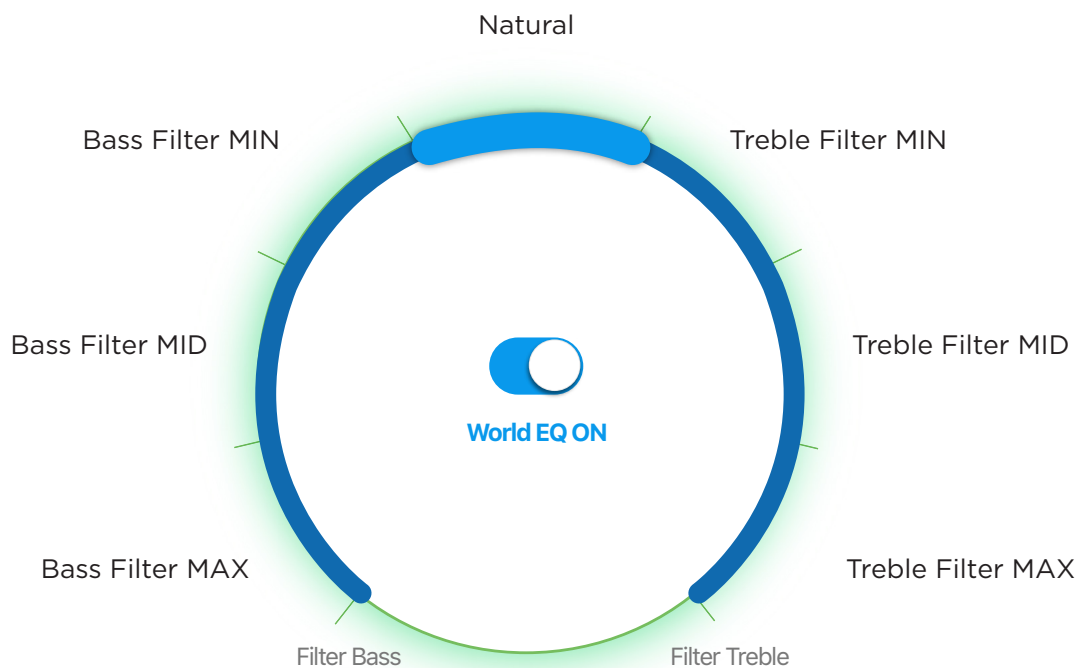 Natural
Bass Filter MIN
Treble Filter MIN
Bass Filter MID
Treble Filter MID
World EQ ON
Bass Filter MAX
Treble Filter MAX
Filter Bass
Filter Treble